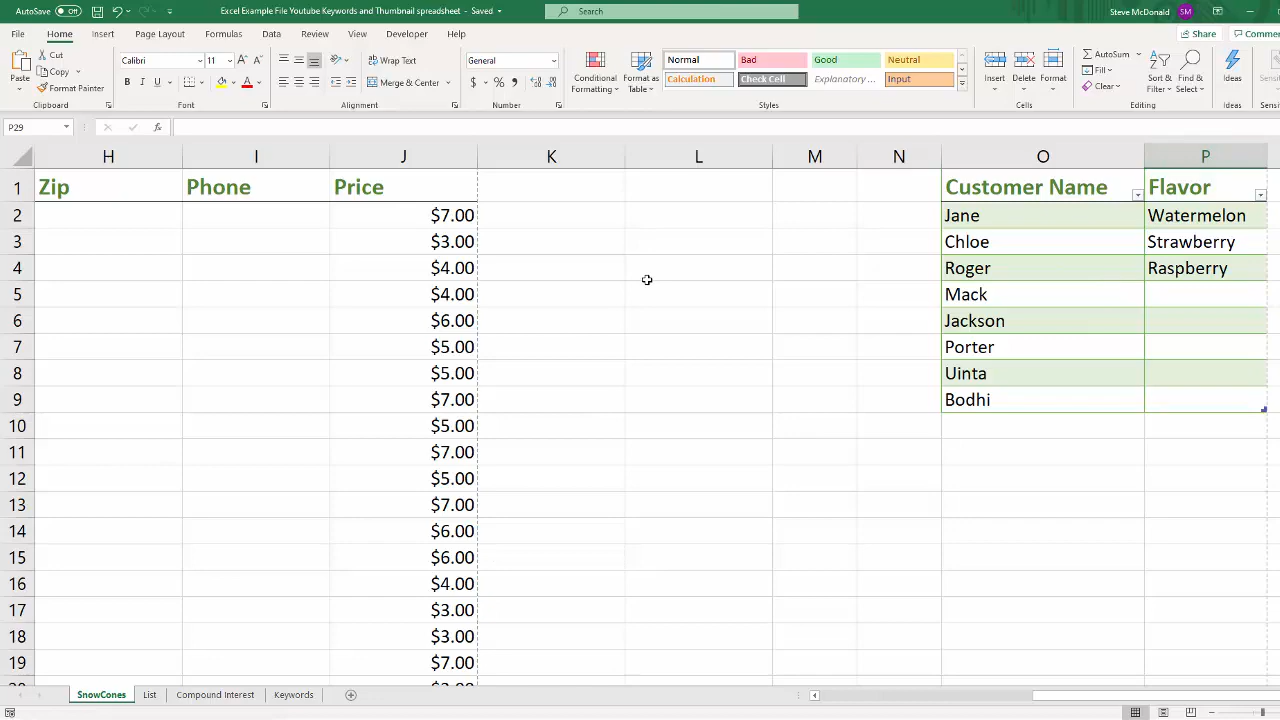 AutoSave Off Excel Example File Youtube Keywords and Thumbnail spreadsheet - Saved Search Steve McDonald SM
File Home Insert Page Layout Formulas Data Review View Developer Help Share
Paste Cut Copy Format Painter Clipboard
Calibri 11 B I U A Font
Wrap Text Merge & Center Alignment
General $ % Number
Conditional Formatting Format as Table
Normal Bad Good Neutral
Calculation Check Cell Explanatory ... Input
Styles
Insert Delete Format Cells
AutoSum Fill Clear Sort & Filter Find & Select Editing
Ideas Ideas
P29 fx
H I J K L M N O P
1 Zip Phone Price Customer Name Flavor
2 $7.00 Jane Watermelon
3 $3.00 Chloe Strawberry
4 $4.00 Roger Raspberry
5 $4.00 Mack
6 $6.00 Jackson
7 $5.00 Porter
8 $5.00 Uinta
9 $7.00 Bodhi
10 $5.00
11 $7.00
12 $5.00
13 $7.00
14 $6.00
15 $6.00
16 $4.00
17 $3.00
18 $3.00
19 $7.00
SnowCones List Compound Interest Keywords